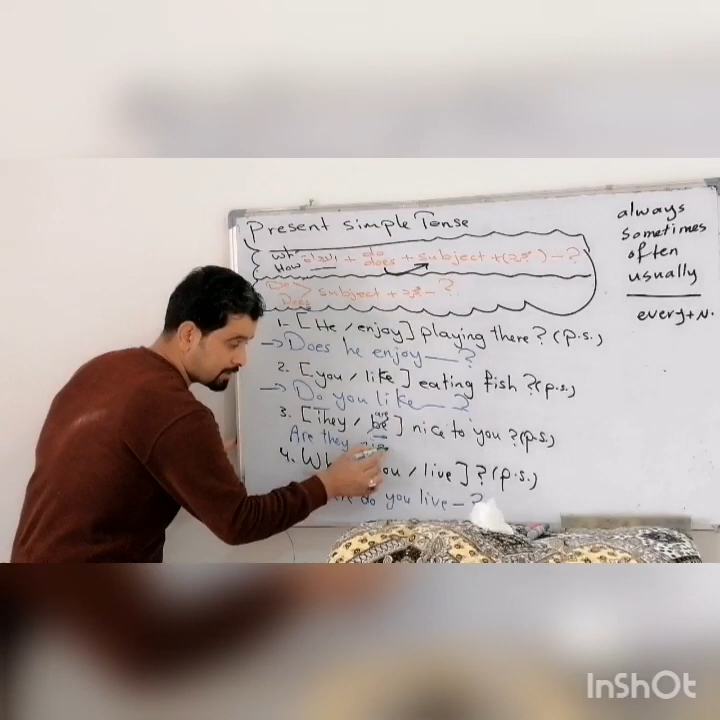 Present Simple Tense
Wh
How + do
does + subject + ( ) - ?
Do
Does > subject + - ?
1- [ He / enjoy ] playing there? (p.s.)
→ Does he enjoy — ?
2. [ you / like ] eating fish ? (p.s)
→ Do you like — ?
are
3. [ They / be ] nice to you ? (p.s)
Are they
4. Wh ou / live ] ? (p.s.)
do you live - ?
always
sometimes
often
usually
every + N.
InShOt